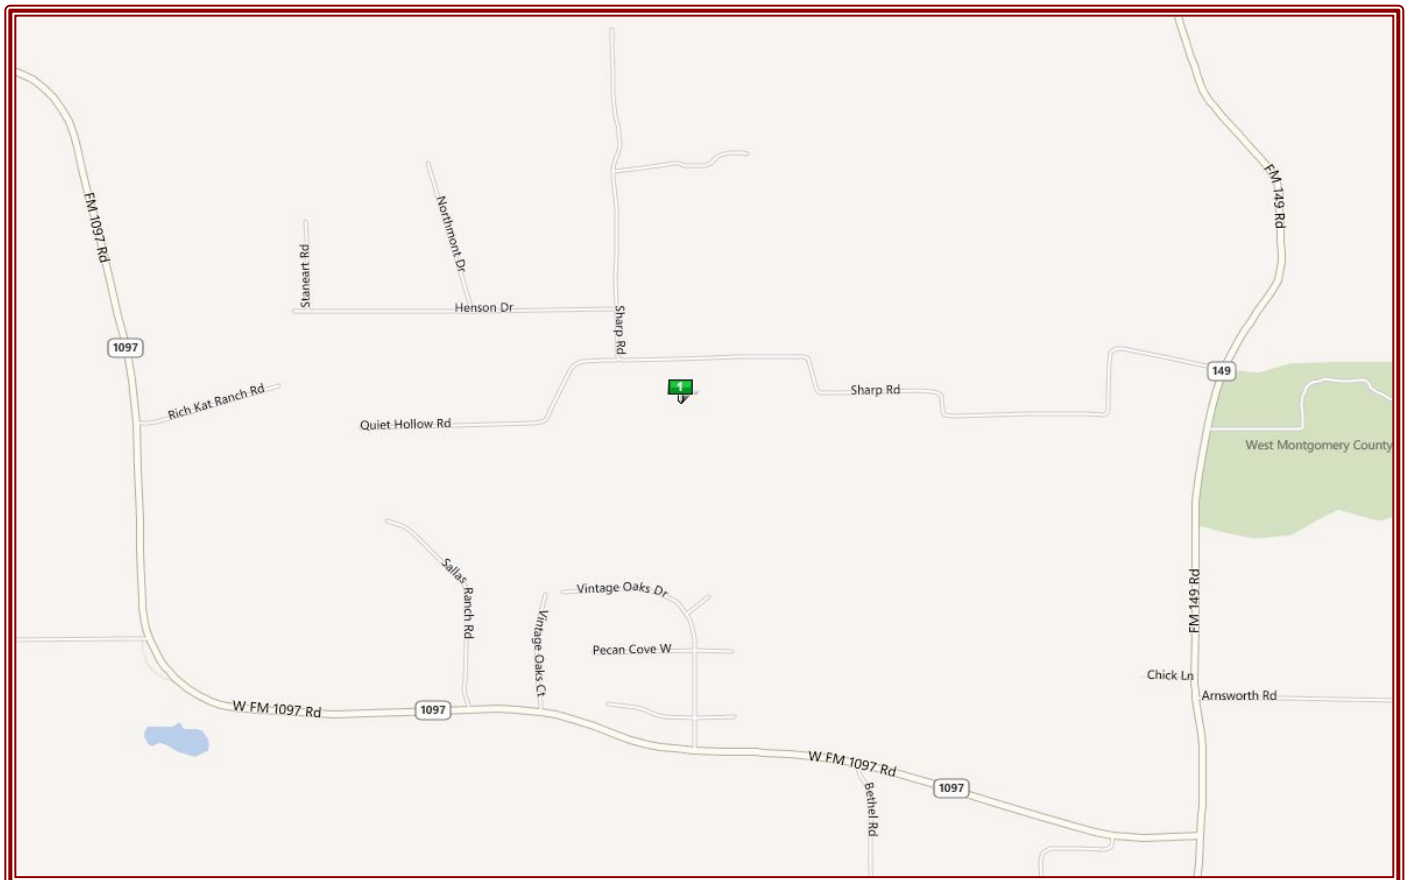 FM 149 Rd
FM 1097 Rd
Northmont Dr
Staneart Rd
Henson Dr
Sharp Rd
1097
149
1
Rich Kat Ranch Rd
Sharp Rd
Quiet Hollow Rd
West Montgomery County
Sallas
Ranch Rd
Vintage Oaks Dr
FM 149 Rd
Vintage Oaks Ct
Pecan Cove W
Chick Ln
Arnsworth Rd
W FM 1097 Rd
1097
W FM 1097 Rd
1097
Bethel Rd